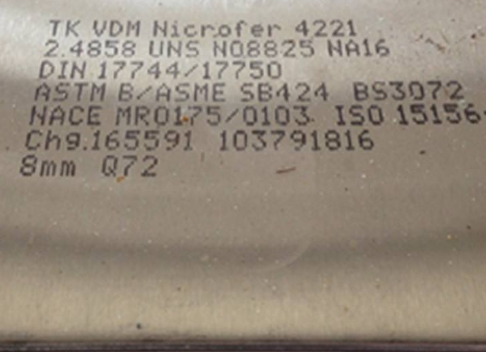 TK VDM Nicrofer 4221
2.4858 UNS N08825 NA16
DIN 17744/17750
ASTM B/ASME SB424 BS3072
NACE MR0175/0103 ISO 15156-
Chg.165591 103791816
8mm Q72